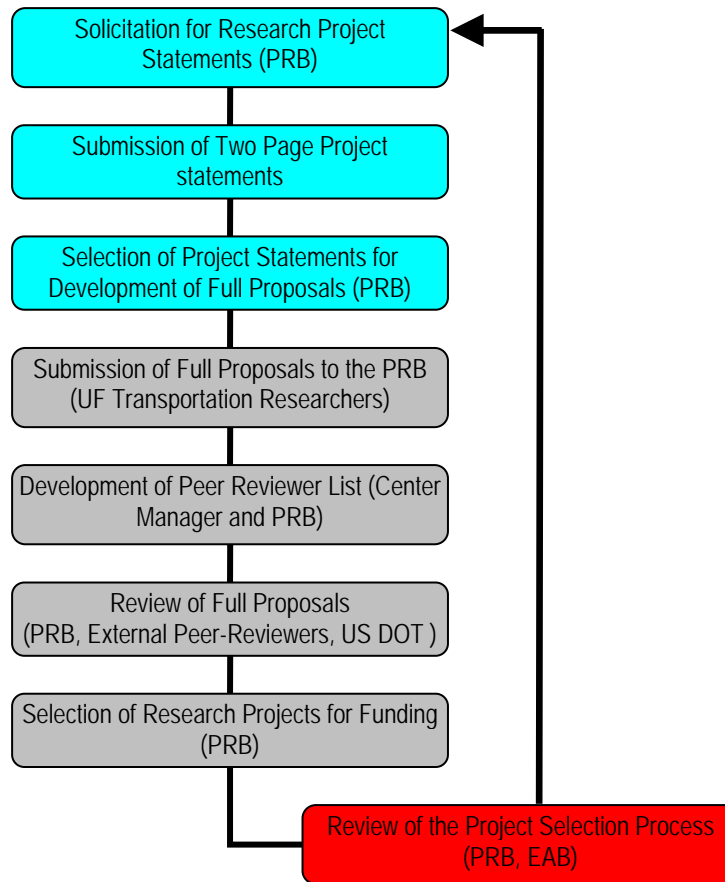 Solicitation for Research Project
Statements (PRB)
Submission of Two Page Project
statements
Selection of Project Statements for
Development of Full Proposals (PRB)
Submission of Full Proposals to the PRB
(UF Transportation Researchers)
Development of Peer Reviewer List (Center
Manager and PRB)
Review of Full Proposals
(PRB, External Peer-Reviewers, US DOT )
Selection of Research Projects for Funding
(PRB)
Review of the Project Selection Process
(PRB, EAB)